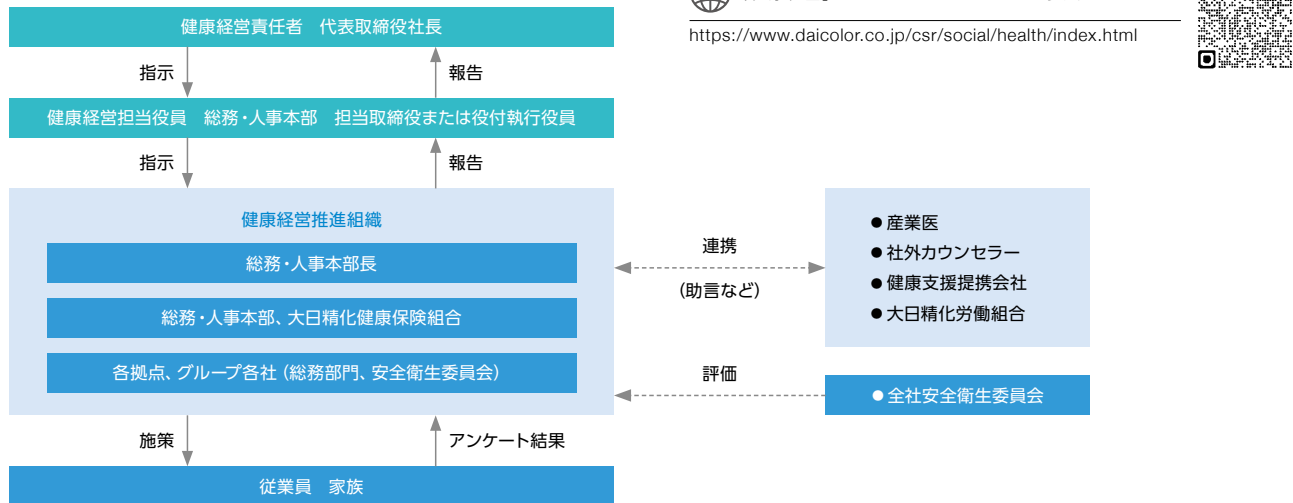 https://www.daicolor.co.jp/csr/social/health/index.html
健康経営責任者　代表取締役社長
指示
報告
健康経営担当役員　総務・人事本部　担当取締役または役付執行役員
指示
報告
健康経営推進組織
総務・人事本部長
総務・人事本部、大日精化健康保険組合
各拠点、グループ各社（総務部門、安全衛生委員会）
連携
（助言など）
●産業医
●社外カウンセラー
●健康支援提携会社
●大日精化労働組合
評価
●全社安全衛生委員会
施策
アンケート結果
従業員　家族